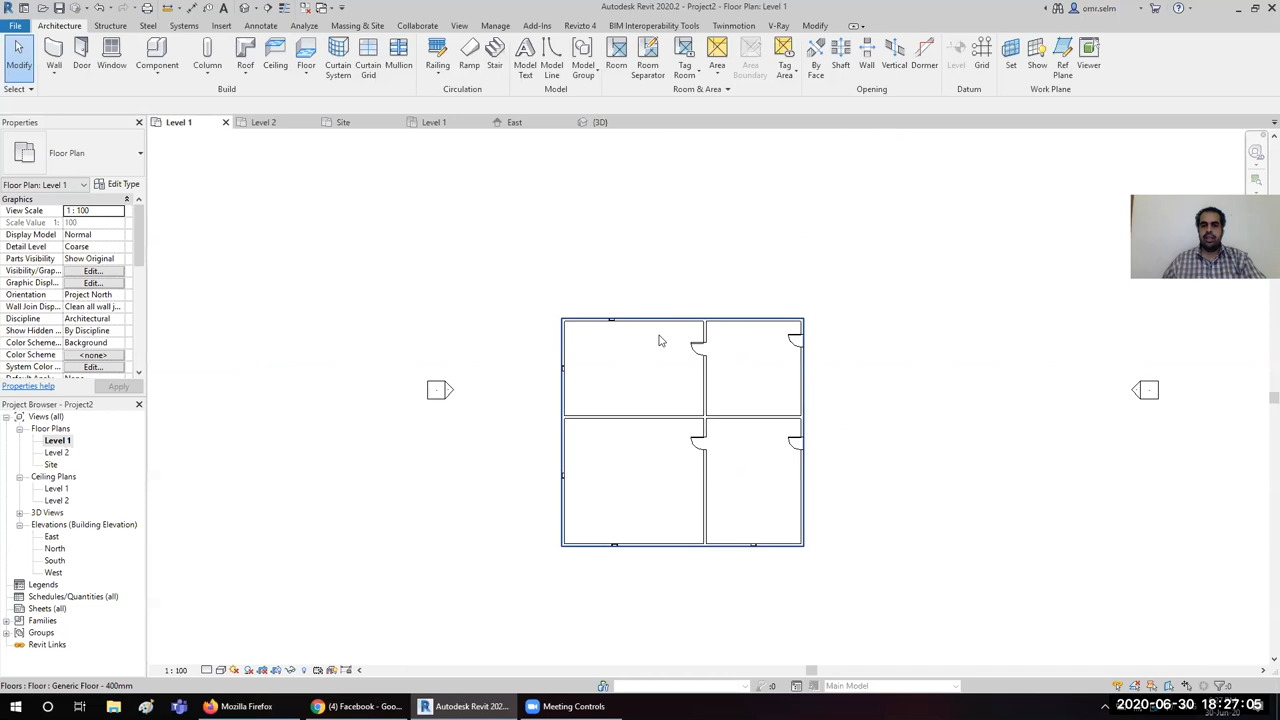 Autodesk Revit 2020.2 - Project2 - Floor Plan: Level 1
omr.selm
File Architecture Structure Steel Systems Insert Annotate Analyze Massing & Site Collaborate View Manage Add-Ins Revizto 4 BIM Interoperability Tools Twinmotion V-Ray Modify
Modify Wall Door Window Component Column Roof Ceiling Floor Curtain System Curtain Grid Mullion Railing Ramp Stair Model Text Model Line Model Group Room Room Separator Tag Room Area Area Boundary Tag Area By Face Shaft Wall Vertical Dormer Level Grid Set Show Ref Plane Viewer
Select Build Circulation Model Room & Area Opening Datum Work Plane
Properties
Level 1 Level 2 Site Level 1 East {3D}
Floor Plan
Floor Plan: Level 1 Edit Type
Graphics
View Scale 1 : 100
Scale Value 1: 100
Display Model Normal
Detail Level Coarse
Parts Visibility Show Original
Visibility/Grap... Edit...
Graphic Displ... Edit...
Orientation Project North
Wall Join Disp... Clean all wall j...
Discipline Architectural
Show Hidden ... By Discipline
Color Scheme ... Background
Color Scheme <none>
System Color ... Edit...
Properties help Apply
Project Browser - Project2
Views (all)
Floor Plans
Level 1
Level 2
Site
Ceiling Plans
Level 1
Level 2
3D Views
Elevations (Building Elevation)
East
North
South
West
Legends
Schedules/Quantities (all)
Sheets (all)
Families
Groups
Revit Links
1 : 100
Floors : Floor : Generic Floor - 400mm
:0
Main Model
:0
Mozilla Firefox
(4) Facebook - Goo...
Autodesk Revit 202...
Meeting Controls
2020-06-30 18:27:05